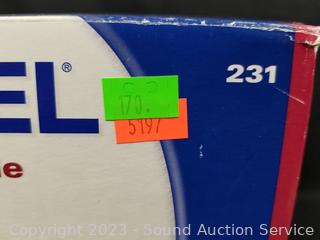 EL®
231
170.
5197
e
Copyright 2023 - Sound Auction Service